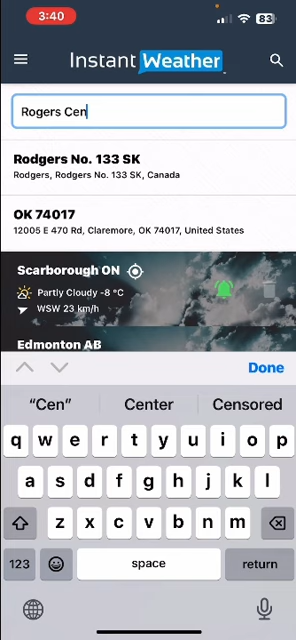 3:40
83
Instant Weather
Rogers Cen
Rodgers No. 133 SK
Rodgers, Rodgers No. 133 SK, Canada
OK 74017
12005 E 470 Rd, Claremore, OK 74017, United States
Scarborough ON
Partly Cloudy -8 °C
WSW 23 km/h
Edmonton AB
Done
“Cen” Center Censored
q w e r t y u i o p
a s d f g h j k l
z x c v b n m
123 space return